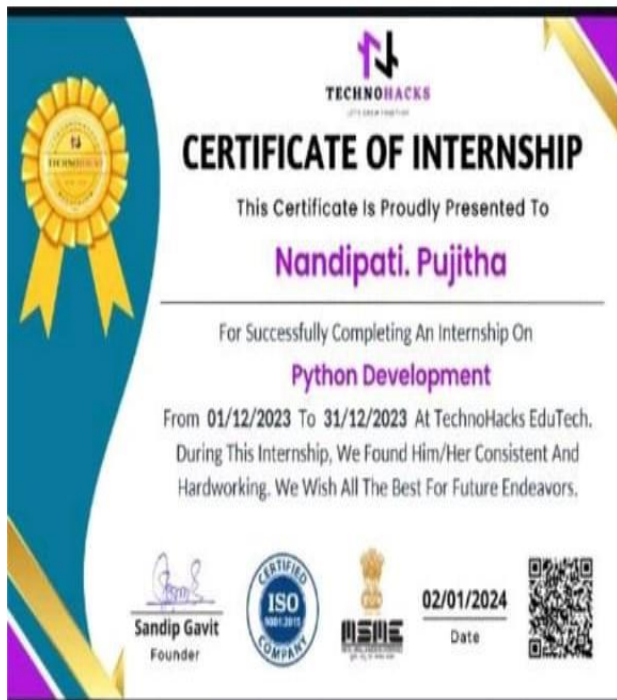 TECHNOHACKS
TECHNOHACKS
CERTIFICATE OF INTERNSHIP
This Certificate Is Proudly Presented To
Nandipati. Pujitha
For Successfully Completing An Internship On
Python Development
From 01/12/2023 To 31/12/2023 At TechnoHacks EduTech.
During This Internship, We Found Him/Her Consistent And
Hardworking. We Wish All The Best For Future Endeavors.
Sandip Gavit
Founder
CERTIFIED
ISO
9001:2015
COMPANY
MSME
02/01/2024
Date